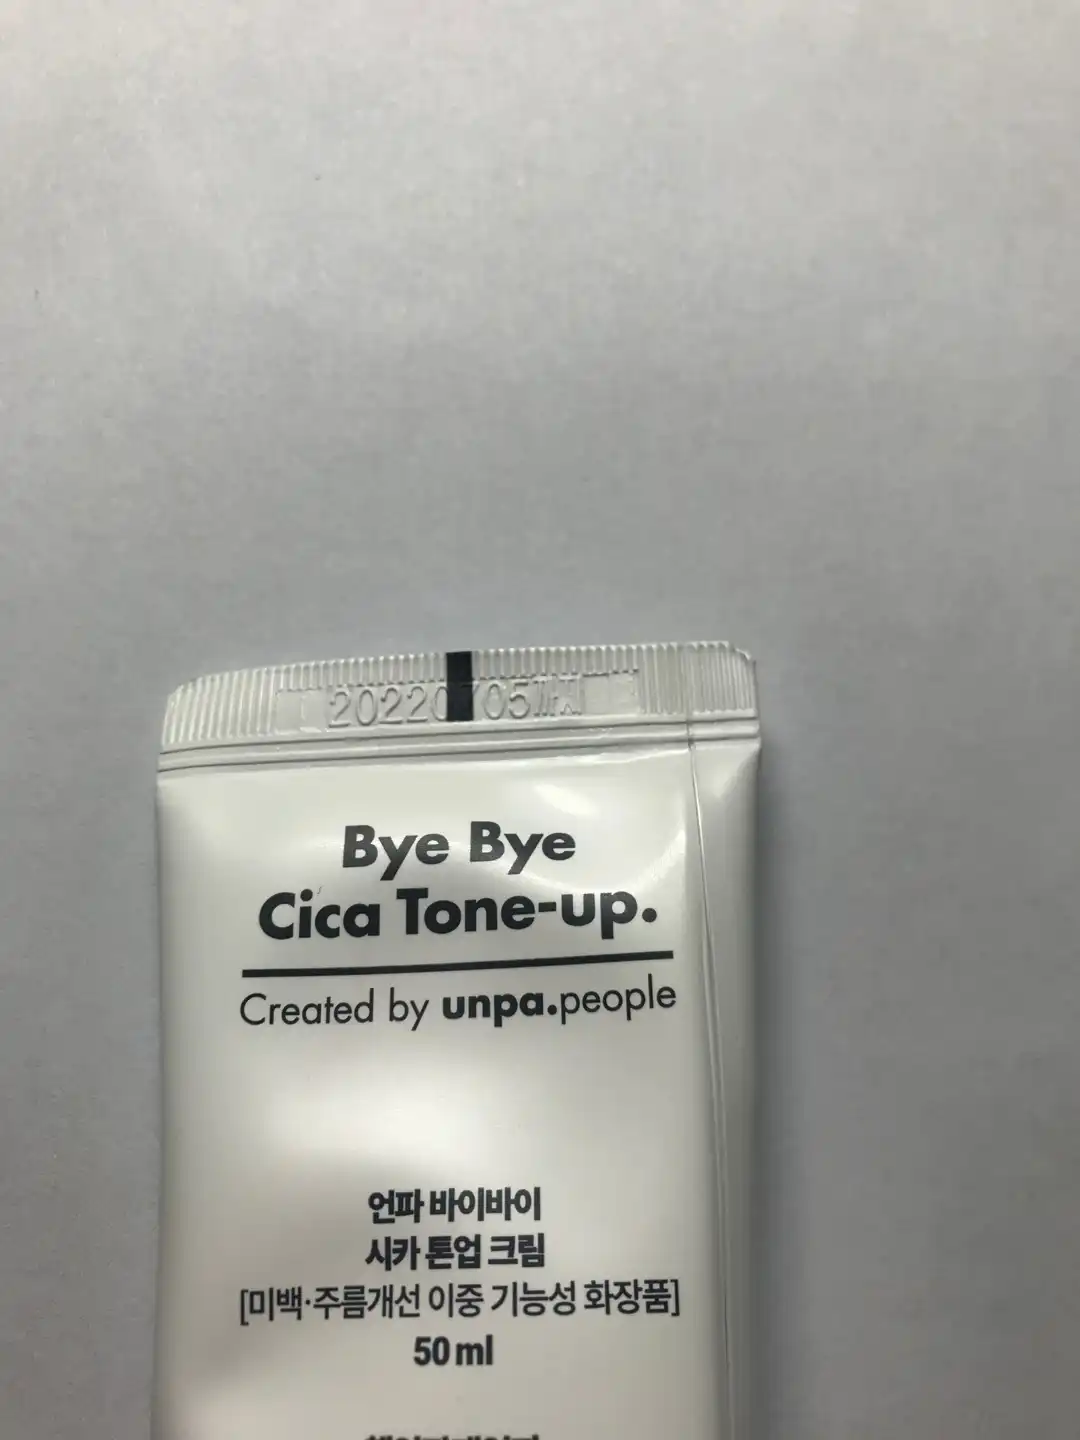 20220705까지
Bye Bye
Cica Tone-up.
Created by unpa.people
언파 바이바이
시카 톤업 크림
[미백·주름개선 이중 기능성 화장품]
50 ml